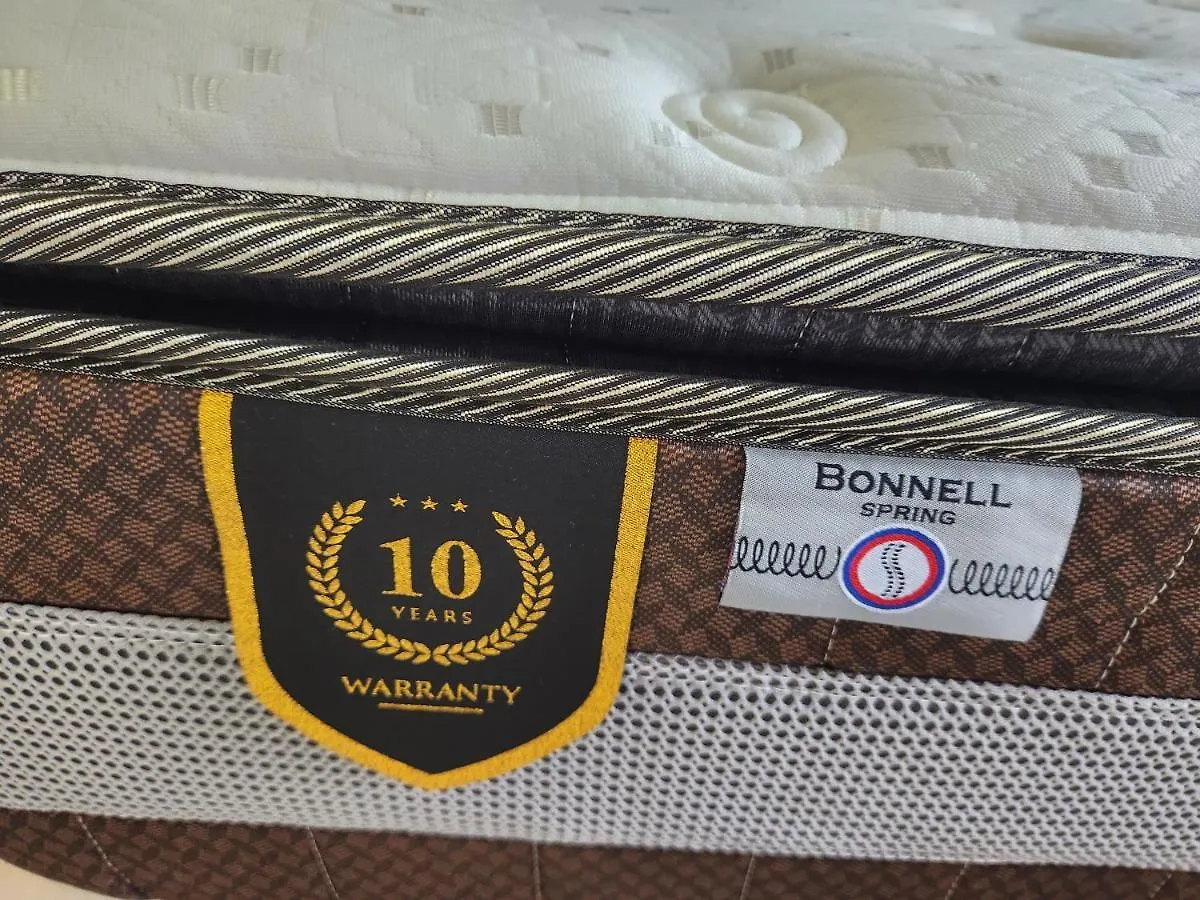 10
YEARS
WARRANTY
BONNELL
SPRING